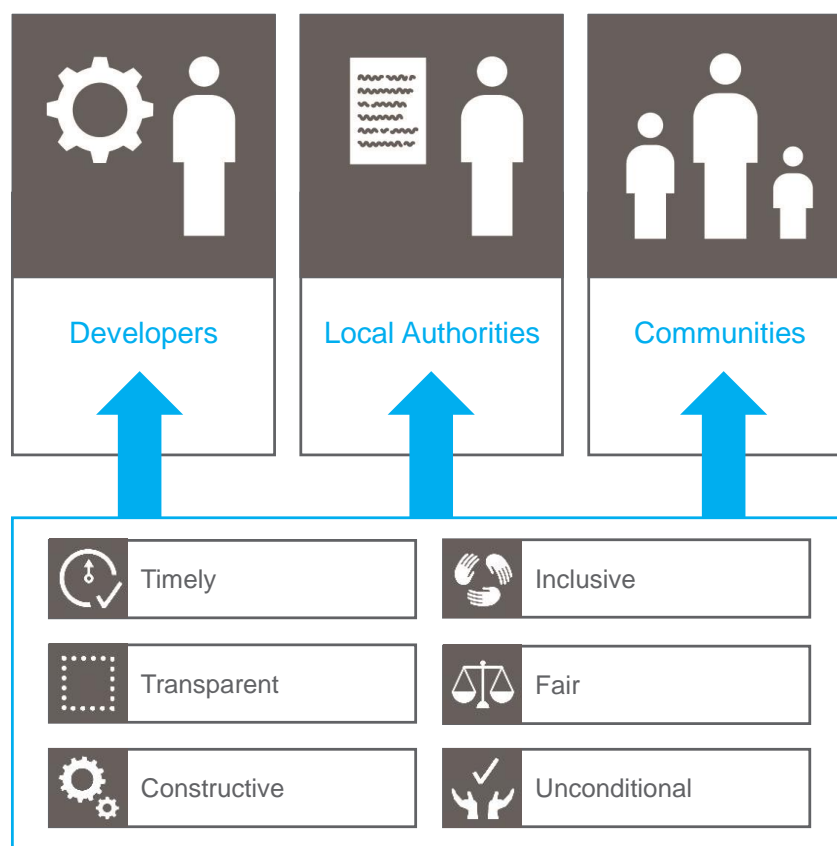 Developers
Local Authorities
Communities
Timely
Inclusive
Transparent
Fair
Constructive
Unconditional